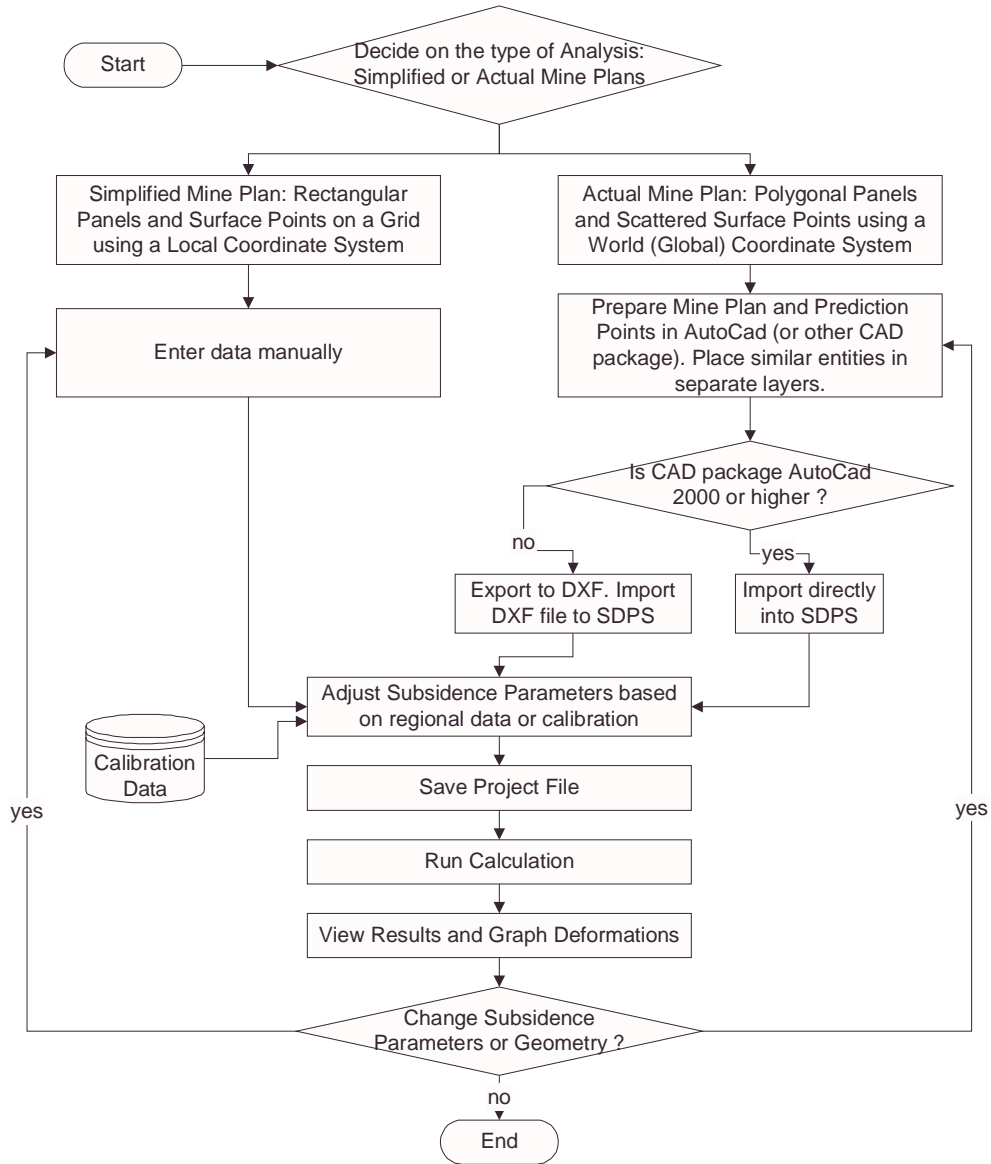 Start
Decide on the type of Analysis:
Simplified or Actual Mine Plans
Simplified Mine Plan: Rectangular
Panels and Surface Points on a Grid
using a Local Coordinate System
Actual Mine Plan: Polygonal Panels
and Scattered Surface Points using a
World (Global) Coordinate System
Enter data manually
Prepare Mine Plan and Prediction
Points in AutoCad (or other CAD
package). Place similar entities in
separate layers.
Is CAD package AutoCad
2000 or higher ?
no
yes
Export to DXF. Import
DXF file to SDPS
Import directly
into SDPS
Adjust Subsidence Parameters based
on regional data or calibration
Calibration
Data
Save Project File
yes
yes
Run Calculation
View Results and Graph Deformations
Change Subsidence
Parameters or Geometry ?
no
End